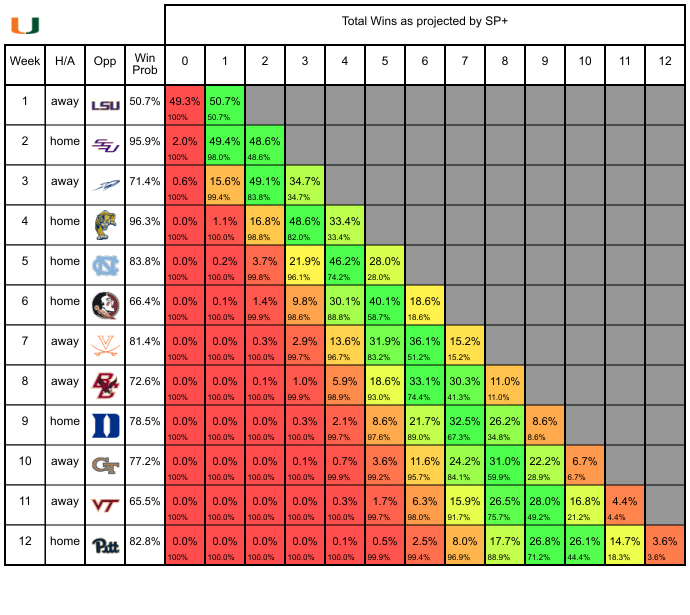 U
Total Wins as projected by SP+
Week H/A Opp Win Prob 0 1 2 3 4 5 6 7 8 9 10 11 12
1 away LSU 50.7% 49.3% 50.7%
100% 50.7%
2 home 95.9% 2.0% 49.4% 48.6%
100% 98.0% 48.6%
3 away 71.4% 0.6% 15.6% 49.1% 34.7%
100% 99.4% 83.8% 34.7%
4 home 96.3% 0.0% 1.1% 16.8% 48.6% 33.4%
100% 100.0% 98.8% 82.0% 33.4%
5 home NC 83.8% 0.0% 0.2% 3.7% 21.9% 46.2% 28.0%
100% 100.0% 99.8% 96.1% 74.2% 28.0%
6 home 66.4% 0.0% 0.1% 1.4% 9.8% 30.1% 40.1% 18.6%
100% 100.0% 99.9% 98.6% 88.8% 58.7% 18.6%
7 away V 81.4% 0.0% 0.0% 0.3% 2.9% 13.6% 31.9% 36.1% 15.2%
100% 100.0% 100.0% 99.7% 96.7% 83.2% 51.2% 15.2%
8 away BC 72.6% 0.0% 0.0% 0.1% 1.0% 5.9% 18.6% 33.1% 30.3% 11.0%
100% 100.0% 100.0% 99.9% 98.9% 93.0% 74.4% 41.3% 11.0%
9 home D 78.5% 0.0% 0.0% 0.0% 0.3% 2.1% 8.6% 21.7% 32.5% 26.2% 8.6%
100% 100.0% 100.0% 100.0% 99.7% 97.6% 89.0% 67.3% 34.8% 8.6%
10 away GT 77.2% 0.0% 0.0% 0.0% 0.1% 0.7% 3.6% 11.6% 24.2% 31.0% 22.2% 6.7%
100% 100.0% 100.0% 100.0% 99.9% 99.2% 95.7% 84.1% 59.9% 28.9% 6.7%
11 away VT 65.5% 0.0% 0.0% 0.0% 0.0% 0.3% 1.7% 6.3% 15.9% 26.5% 28.0% 16.8% 4.4%
100% 100.0% 100.0% 100.0% 100.0% 99.7% 98.0% 91.7% 75.7% 49.2% 21.2% 4.4%
12 home Pitt 82.8% 0.0% 0.0% 0.0% 0.0% 0.1% 0.5% 2.5% 8.0% 17.7% 26.8% 26.1% 14.7% 3.6%
100% 100.0% 100.0% 100.0% 100.0% 99.9% 99.4% 96.9% 88.9% 71.2% 44.4% 18.3% 3.6%